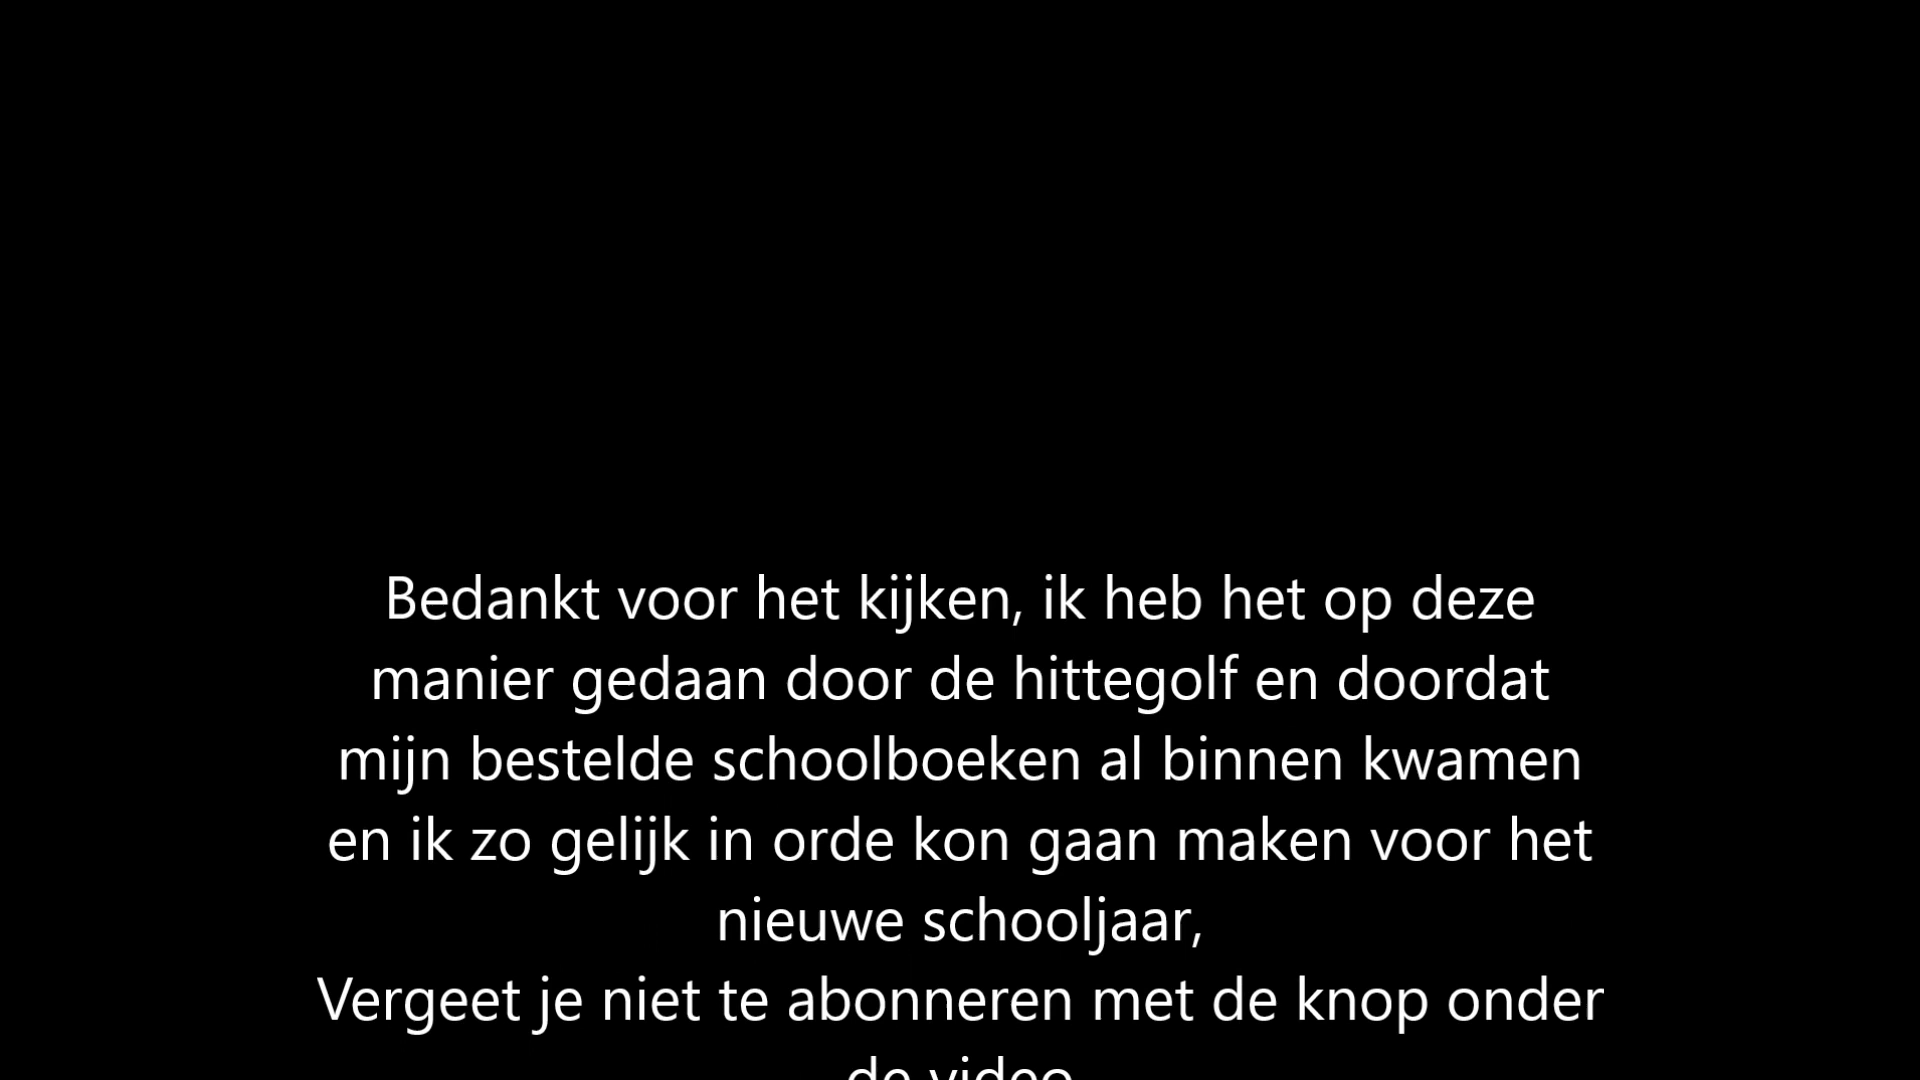 Bedankt voor het kijken, ik heb het op deze
manier gedaan door de hittegolf en doordat
mijn bestelde schoolboeken al binnen kwamen
en ik zo gelijk in orde kon gaan maken voor het
nieuwe schooljaar,
Vergeet je niet te abonneren met de knop onder
de video